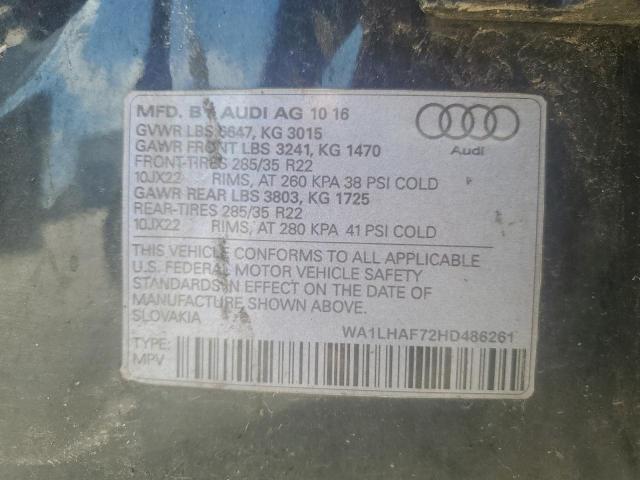 MFD. BY AUDI AG 10 16
GVWR LBS 6647, KG 3015
GAWR FRONT LBS 3241, KG 1470
FRONT-TIRES 285/35 R22
10JX22 RIMS, AT 260 KPA 38 PSI COLD
GAWR REAR LBS 3803, KG 1725
REAR-TIRES 285/35 R22
10JX22 RIMS, AT 280 KPA 41 PSI COLD
Audi
THIS VEHICLE CONFORMS TO ALL APPLICABLE
U.S. FEDERAL MOTOR VEHICLE SAFETY
STANDARDS IN EFFECT ON THE DATE OF
MANUFACTURE SHOWN ABOVE.
SLOVAKIA
WA1LHAF72HD486261
TYPE:
MPV